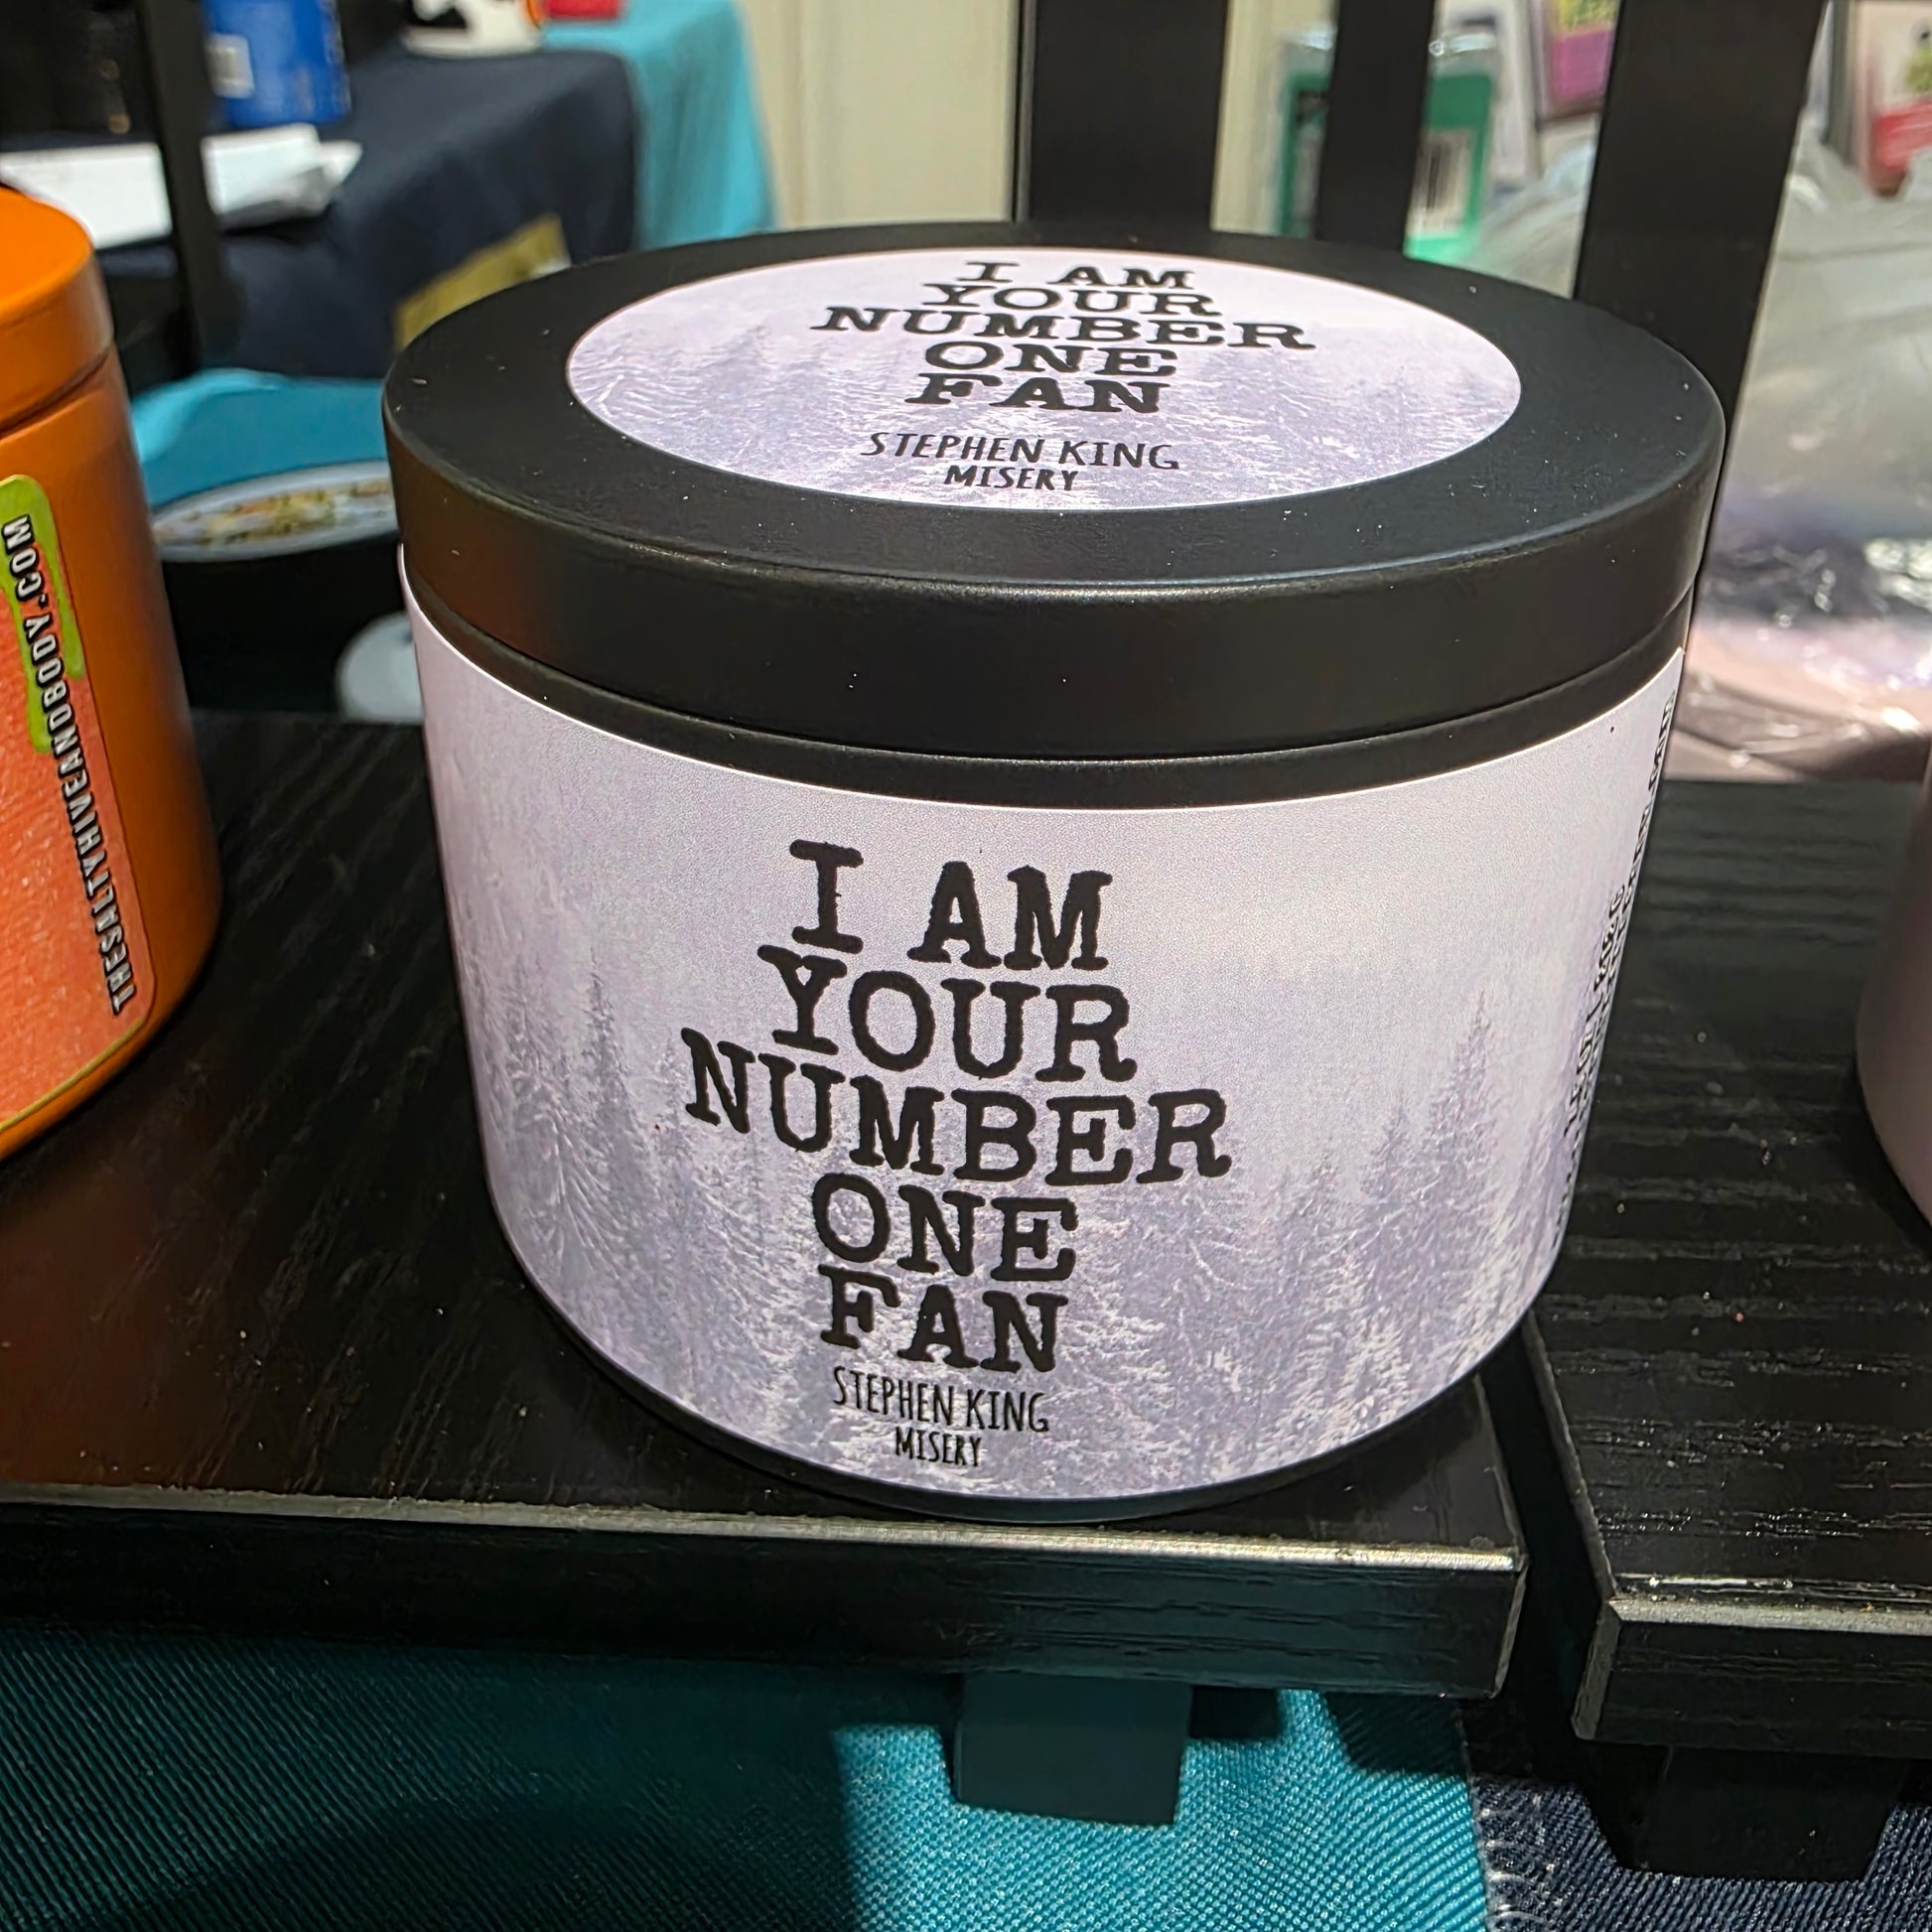 I AM
YOUR
NUMBER
ONE
FAN
STEPHEN KING
MISERY
I AM
YOUR
NUMBER
ONE
FAN
STEPHEN KING
MISERY
THESALTYHIVEANDBODY.COM